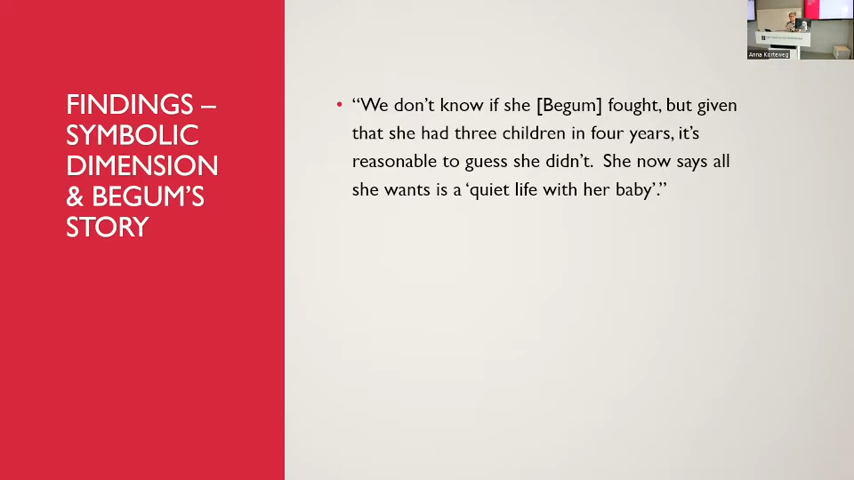 FINDINGS –
SYMBOLIC
DIMENSION
& BEGUM’S
STORY
• “We don’t know if she [Begum] fought, but given
that she had three children in four years, it’s
reasonable to guess she didn’t. She now says all
she wants is a ‘quiet life with her baby’.”
Anna Korteweg